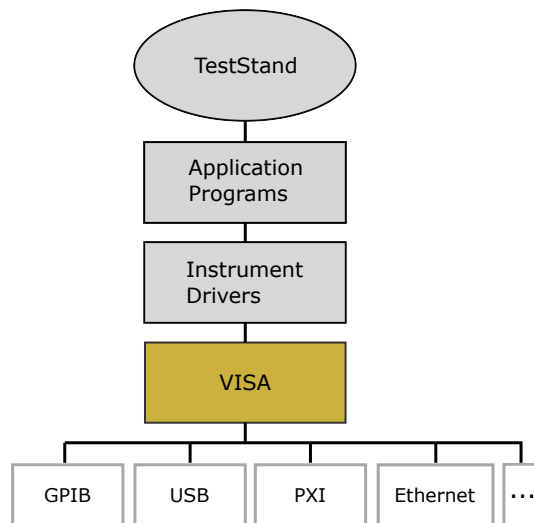 TestStand
Application
Programs
Instrument
Drivers
VISA
GPIB
USB
PXI
Ethernet
...